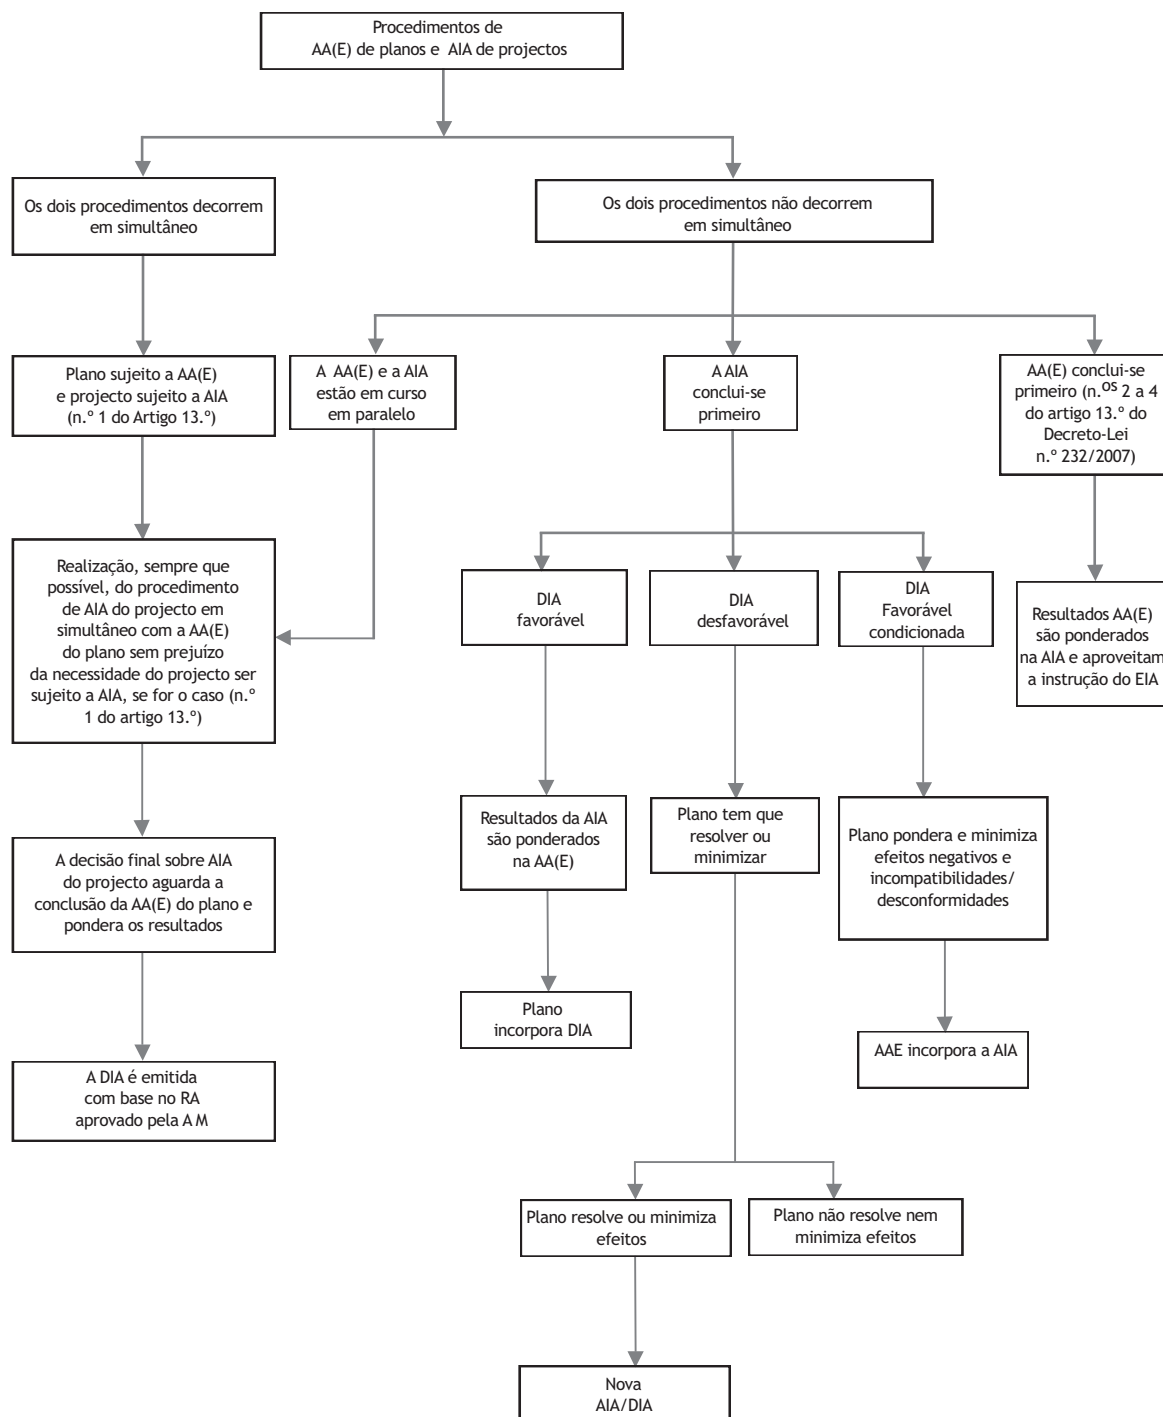 Procedimentos de
AA(E) de planos e AIA de projectos
Os dois procedimentos decorrem
em simultâneo
Os dois procedimentos não decorrem
em simultâneo
Plano sujeito a AA(E)
e projecto sujeito a AIA
(n.º 1 do Artigo 13.º)
A AA(E) e a AIA
estão em curso
em paralelo
A AIA
conclui-se
primeiro
AA(E) conclui-se
primeiro (n.os 2 a 4
do artigo 13.º do
Decreto-Lei
n.º 232/2007)
Realização, sempre que
possível, do procedimento
de AIA do projecto em
simultâneo com a AA(E)
do plano sem prejuízo
da necessidade do projecto ser
sujeito a AIA, se for o caso (n.º
1 do artigo 13.º)
DIA
favorável
DIA
desfavorável
DIA
Favorável
condicionada
Resultados AA(E)
são ponderados
na AIA e aproveitam
a instrução do EIA
Resultados da AIA
são ponderados
na AA(E)
Plano tem que
resolver ou
minimizar
Plano pondera e minimiza
efeitos negativos e
incompatibilidades/
desconformidades
A decisão final sobre AIA
do projecto aguarda a
conclusão da AA(E) do plano e
pondera os resultados
Plano
incorpora DIA
AAE incorpora a AIA
A DIA é emitida
com base no RA
aprovado pela A M
Plano resolve ou minimiza
efeitos
Plano não resolve nem
minimiza efeitos
Nova
AIA/DIA